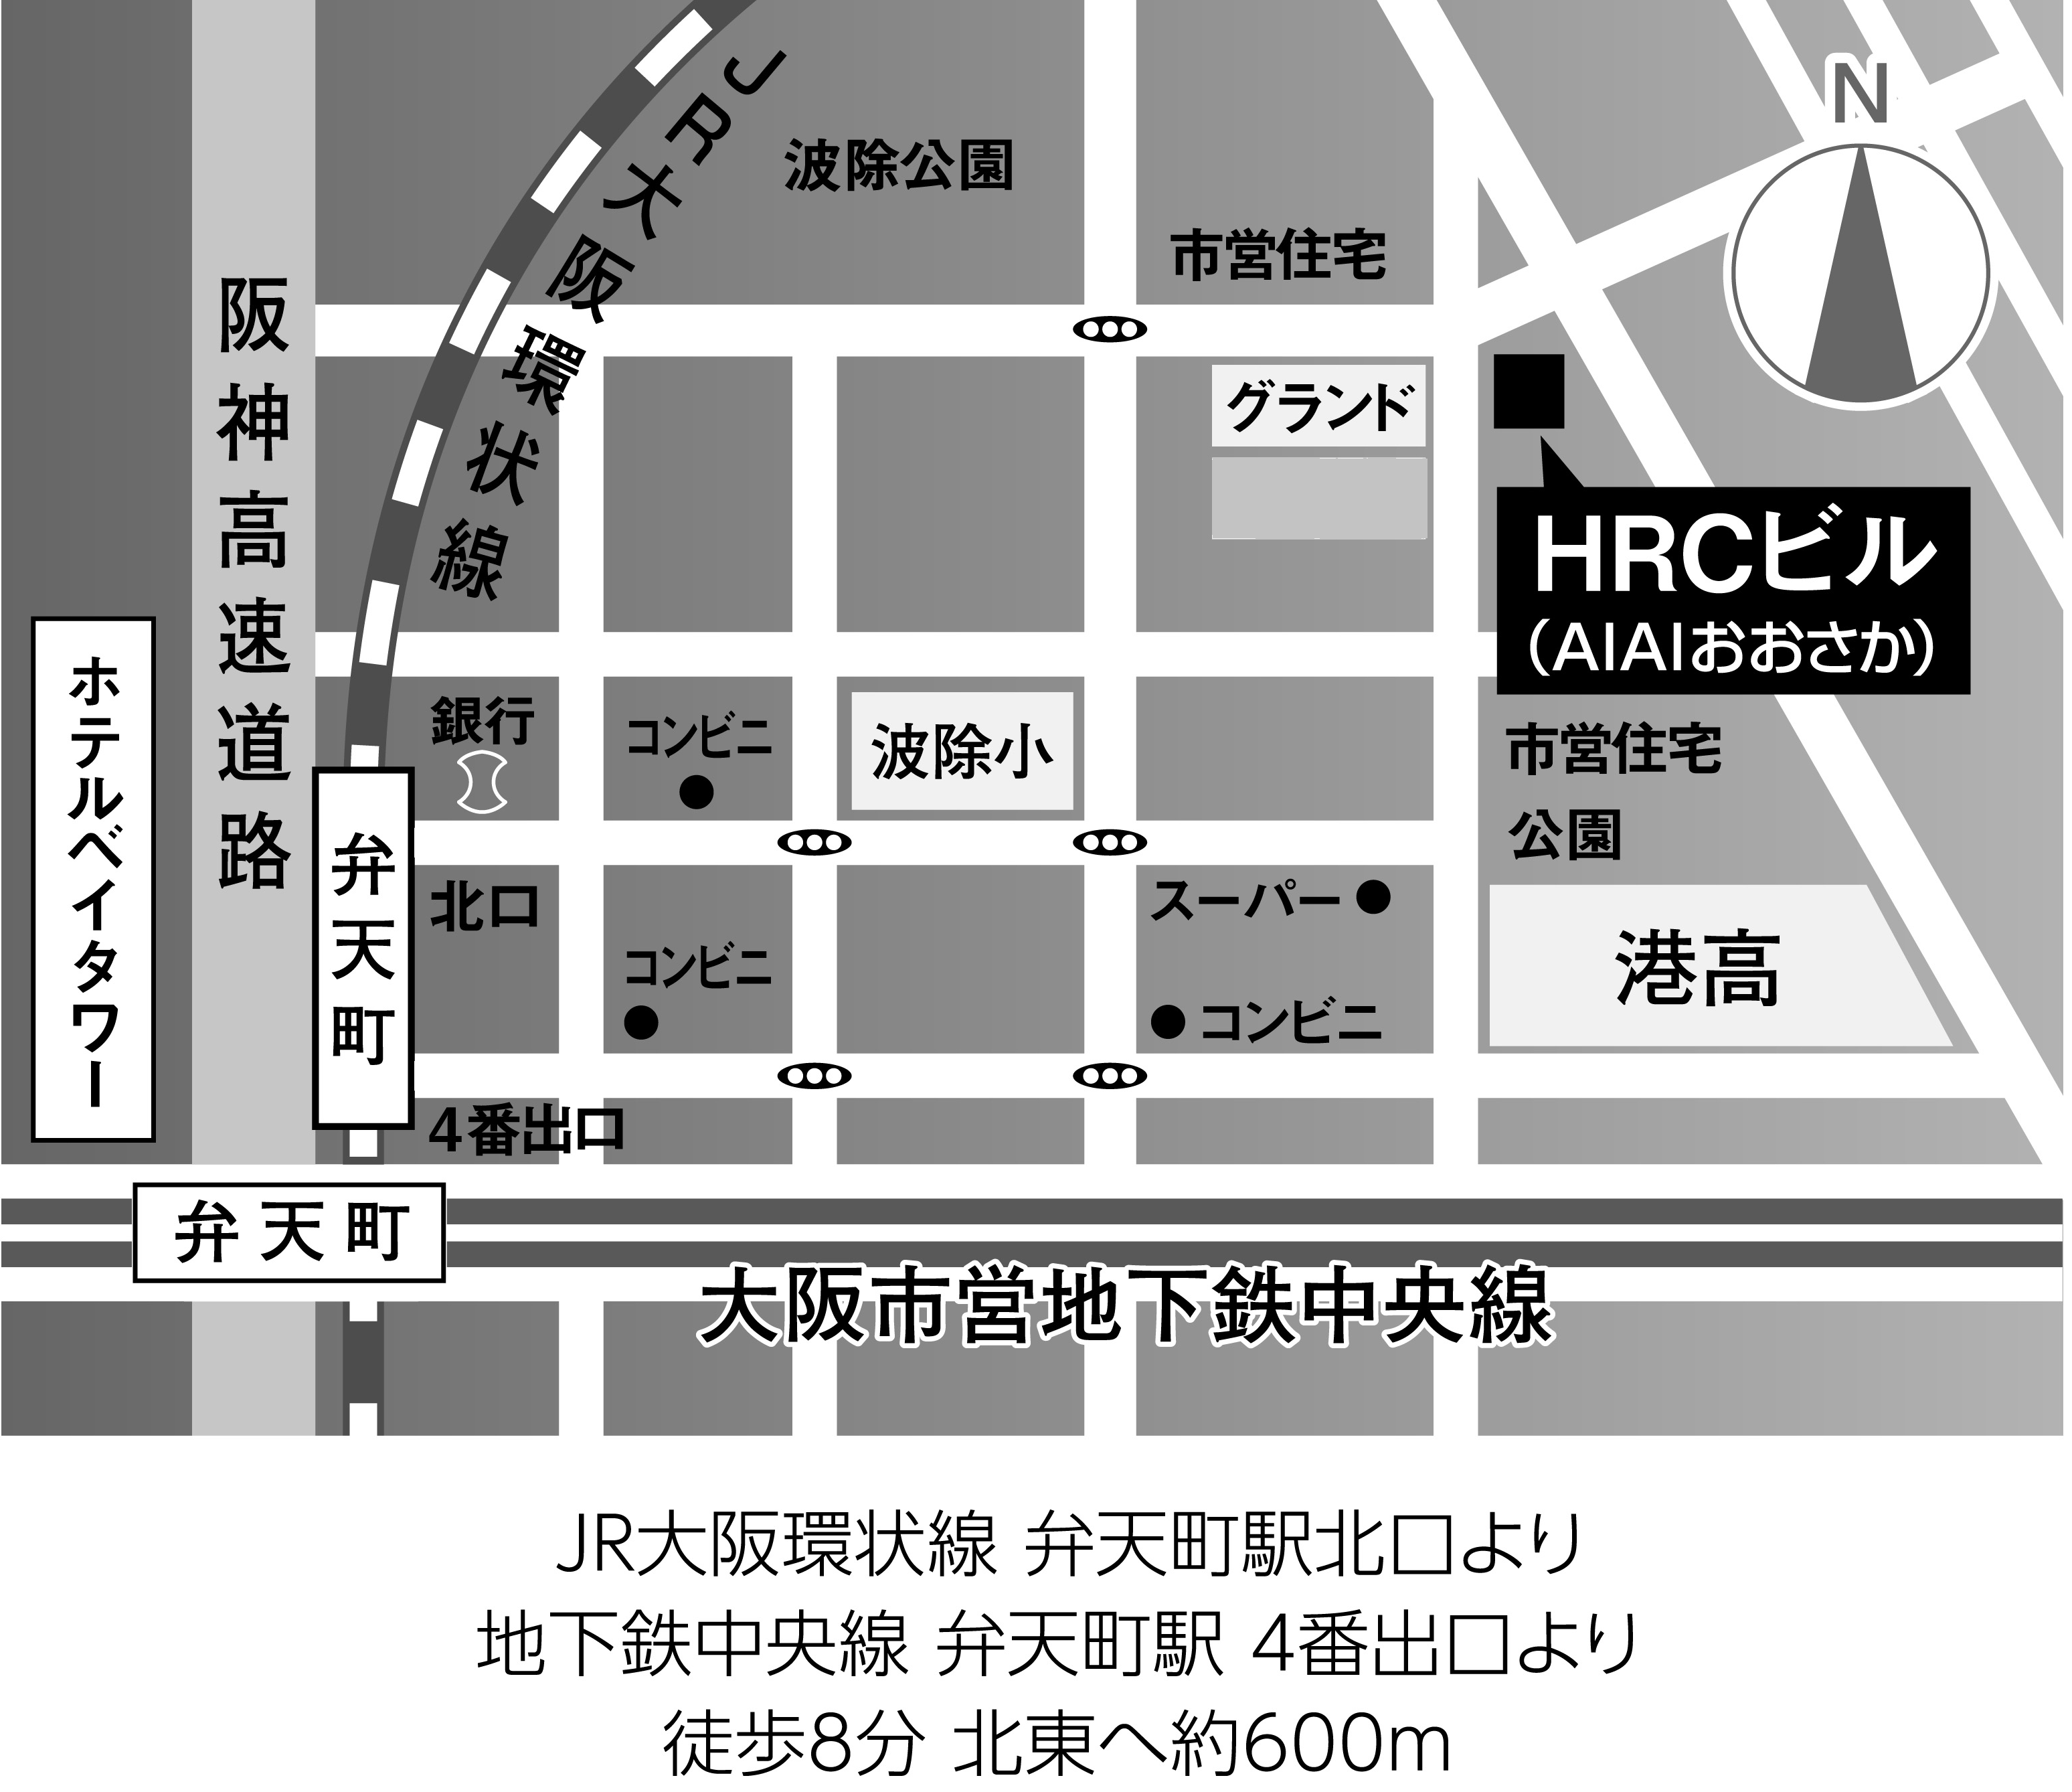 N
JR大阪環状線
波除公園
市営住宅
阪神高速道路
グランド
HRCビル
(AIAIおおさか)
ホテルベイタワー
銀行
コンビニ
波除小
市営住宅
公園
弁天町
北口
スーパー
コンビニ
コンビニ
港高
4番出口
弁天町
大阪市営地下鉄中央線
JR大阪環状線 弁天町駅北口より
地下鉄中央線 弁天町駅 4番出口より
徒歩8分 北東へ約600m